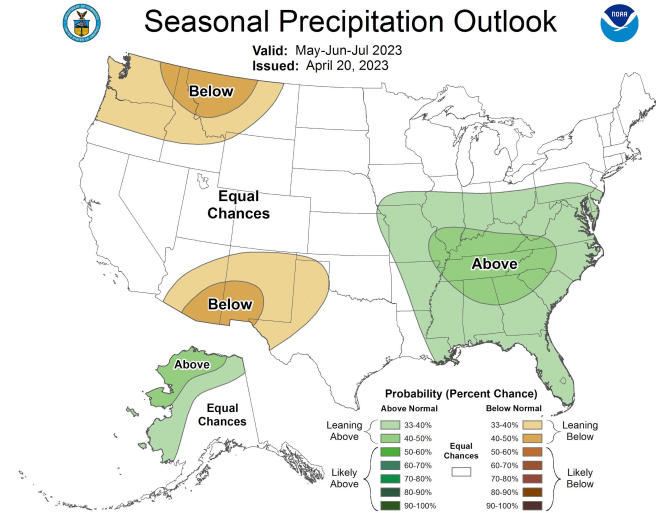 Seasonal Precipitation Outlook
NOAA
Valid: May-Jun-Jul 2023
Issued: April 20, 2023
Below
Equal
Chances
Above
Below
Above
Equal
Chances
Probability (Percent Chance)
Above Normal
Below Normal
Leaning
Above
33-40%
40-50%
Likely
Above
50-60%
60-70%
70-80%
80-90%
90-100%
Equal
Chances
33-40%
40-50%
Leaning
Below
50-60%
60-70%
70-80%
80-90%
90-100%
Likely
Below